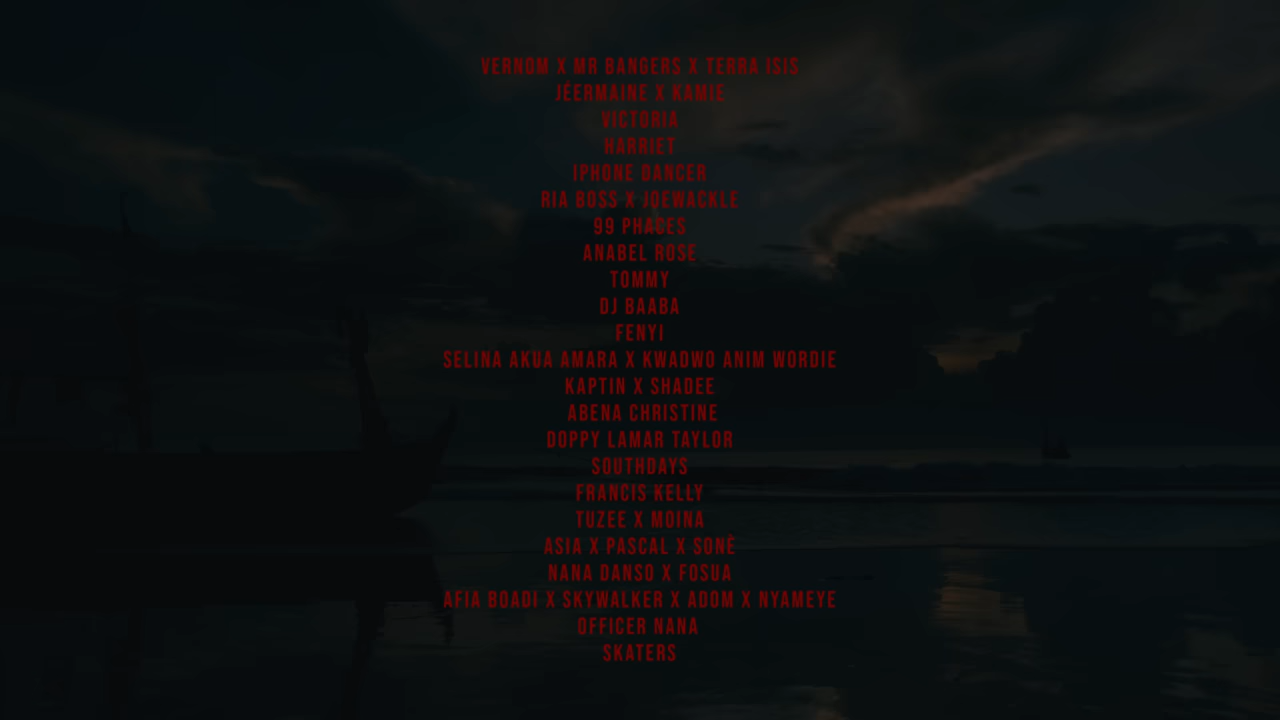 VERNOM X MR BANGERS X TERRA ISIS
JÉERMAINE X KAMIE
VICTORIA
HARRIET
IPHONE DANCER
RIA BOSS X JOEWACKLE
99 PHACES
ANABEL ROSE
TOMMY
DJ BAABA
FENYI
SELINA AKUA AMARA X KWADWO ANIM WORDIE
KAPTIN X SHADEE
ABENA CHRISTINE
DOPPY LAMAR TAYLOR
SOUTHDAYS
FRANCIS KELLY
TUZEE X MOINA
ASIA X PASCAL X SONÈ
NANA DANSO X FOSUA
AFIA BOADI X SKYWALKER X ADOM X NYAMEYE
OFFICER NANA
SKATERS